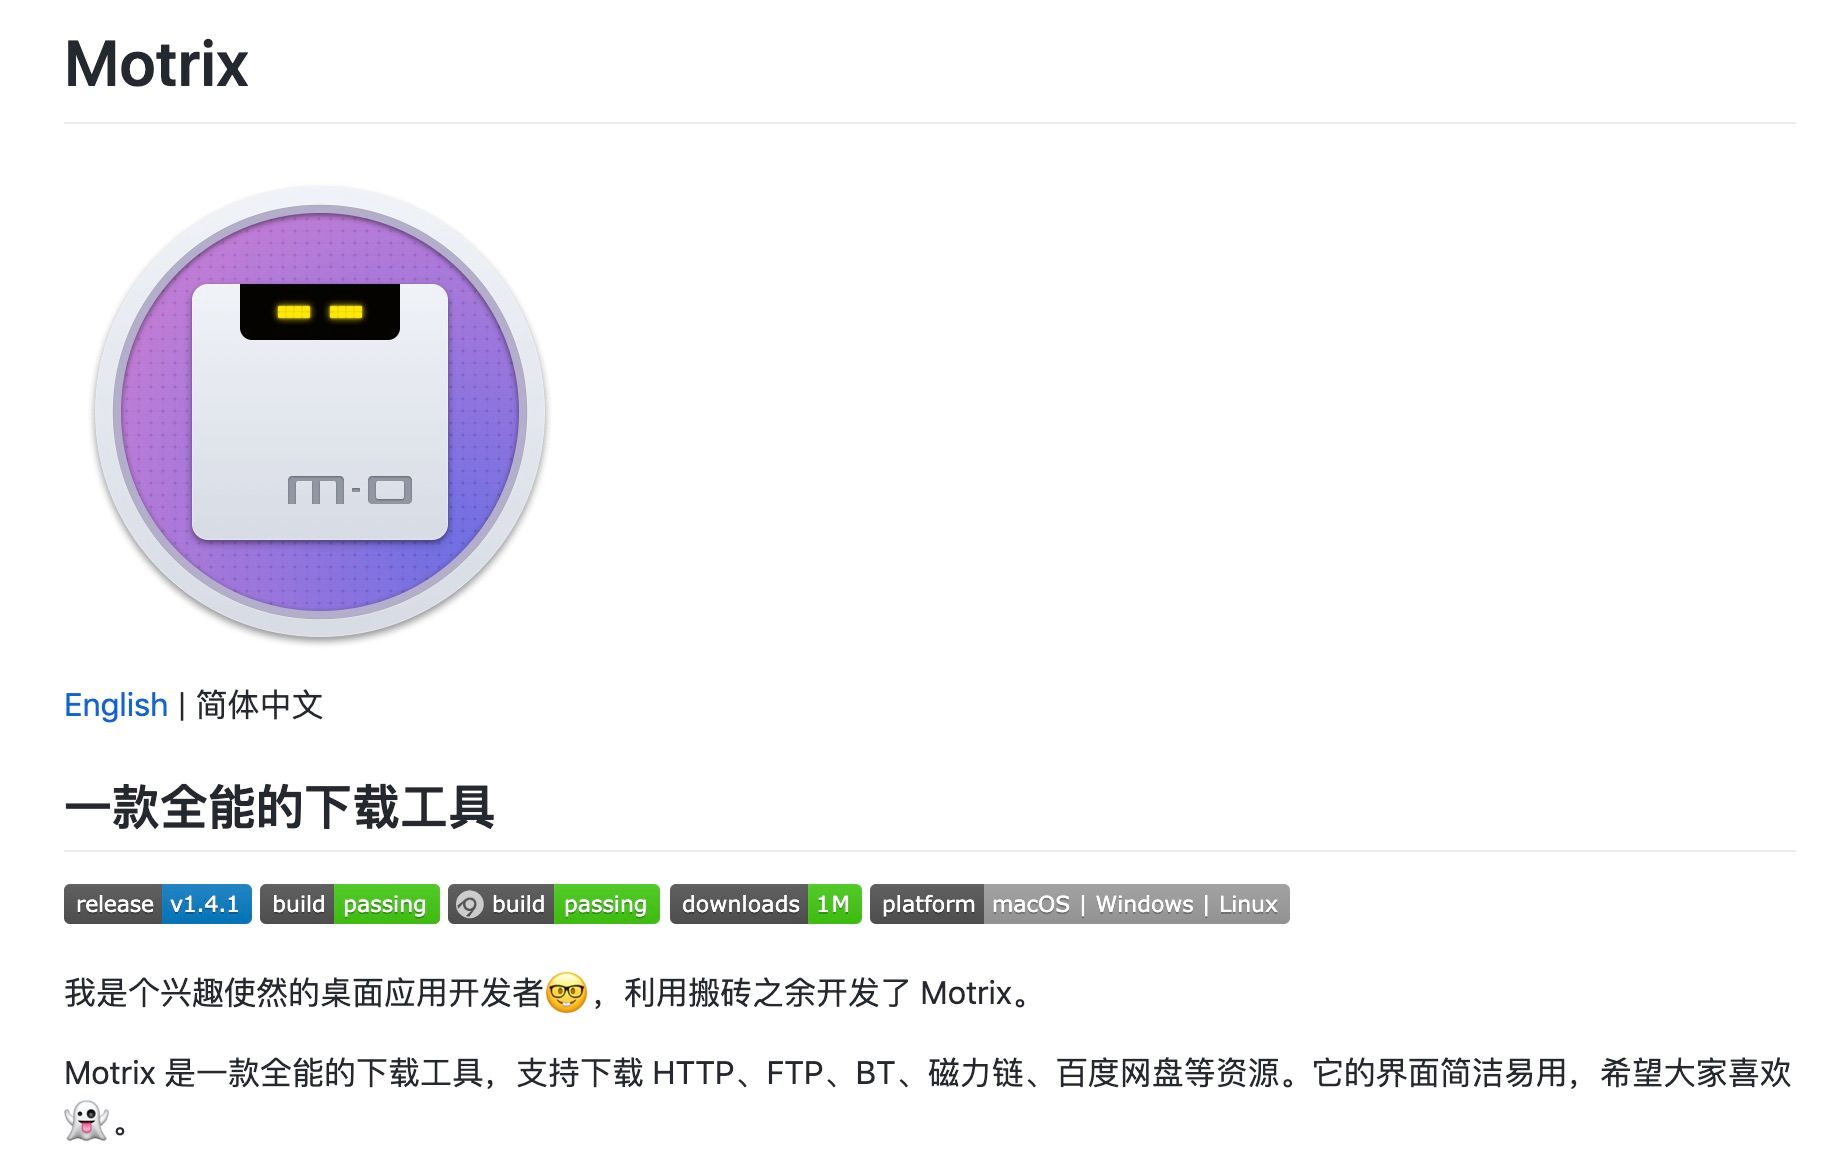 Motrix
m-o
English | 简体中文
一款全能的下载工具
release v1.4.1 build passing build passing downloads 1M platform macOS | Windows | Linux
我是个兴趣使然的桌面应用开发者🤓，利用搬砖之余开发了 Motrix。
Motrix 是一款全能的下载工具，支持下载 HTTP、FTP、BT、磁力链、百度网盘等资源。它的界面简洁易用，希望大家喜欢
👻。